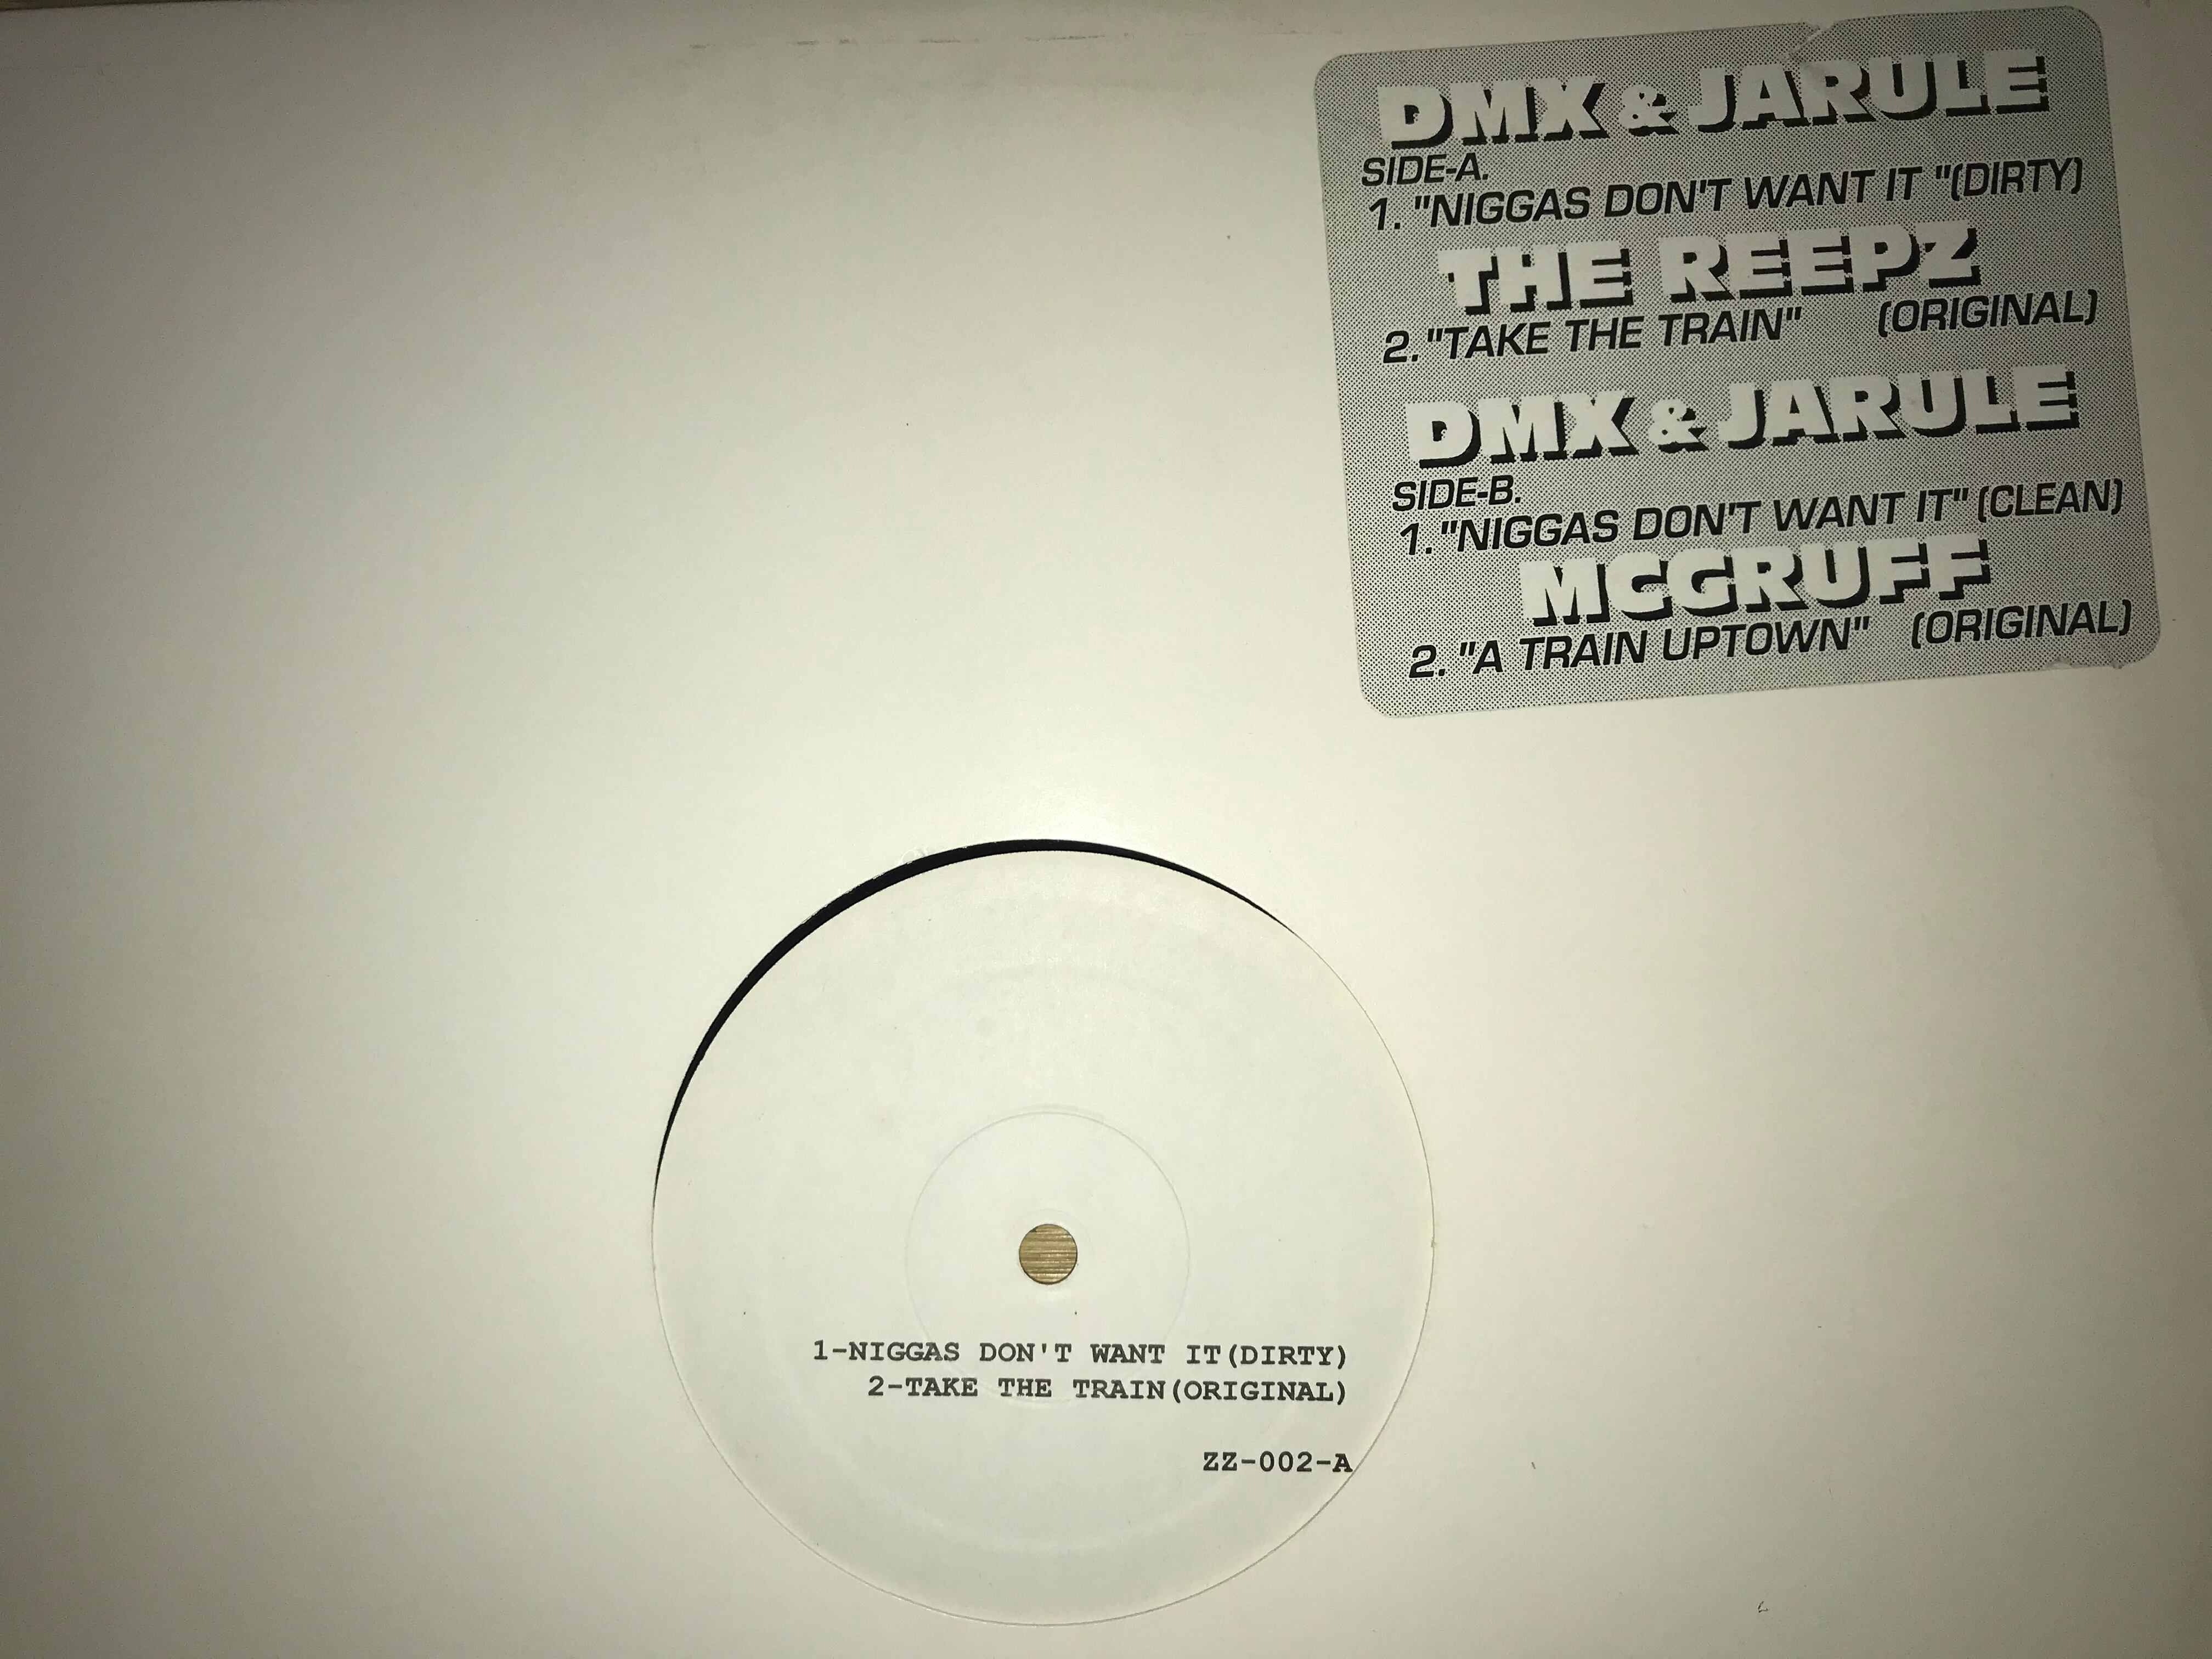 DMX & JARULE
SIDE-A.
1. "NIGGAS DON'T WANT IT "(DIRTY)
THE REEPZ
2. "TAKE THE TRAIN" (ORIGINAL)
DMX & JARULE
SIDE-B.
1. "NIGGAS DON'T WANT IT" (CLEAN)
MCGRUFF
2. "A TRAIN UPTOWN" (ORIGINAL)
1-NIGGAS DON'T WANT IT(DIRTY)
2-TAKE THE TRAIN(ORIGINAL)
ZZ-002-A